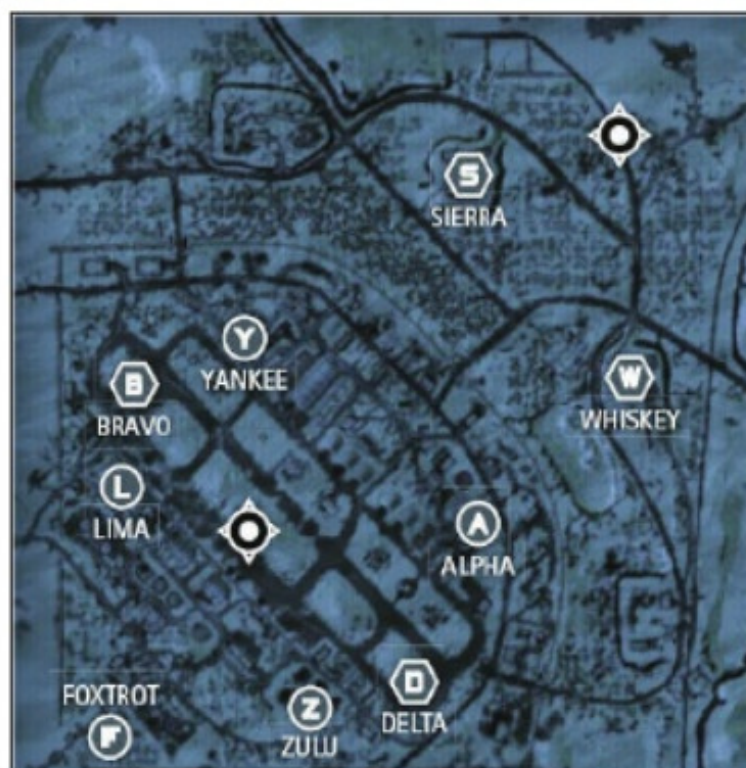 S
SIERRA
Y
YANKEE
B
BRAVO
W
WHISKEY
L
LIMA
A
ALPHA
FOXTROT
F
Z
ZULU
D
DELTA